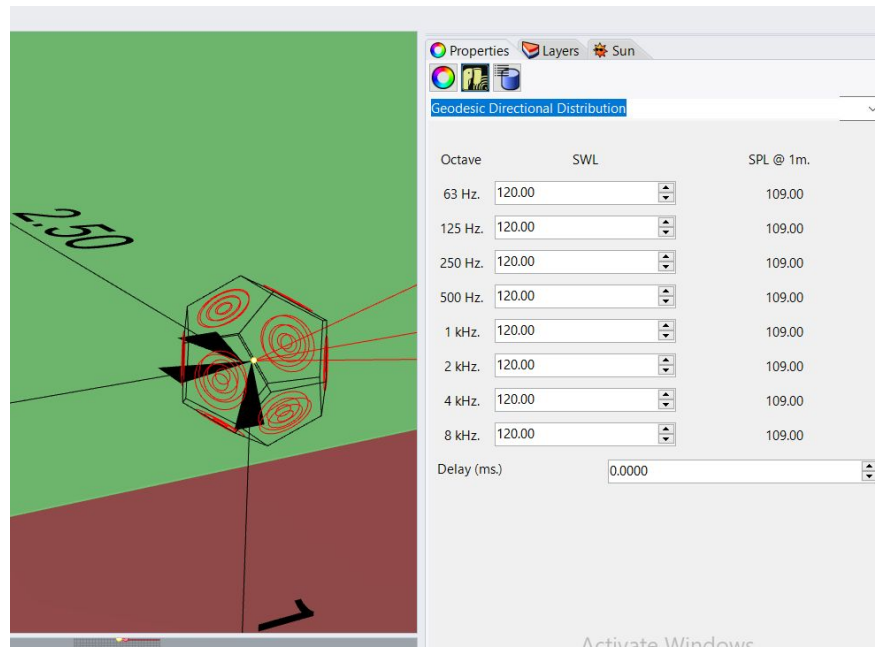 Properties Layers Sun
Geodesic Directional Distribution
Octave SWL SPL @ 1m.
63 Hz. 120.00 109.00
125 Hz. 120.00 109.00
250 Hz. 120.00 109.00
500 Hz. 120.00 109.00
1 kHz. 120.00 109.00
2 kHz. 120.00 109.00
4 kHz. 120.00 109.00
8 kHz. 120.00 109.00
Delay (ms.) 0.0000
2.50
1
Activate Windows